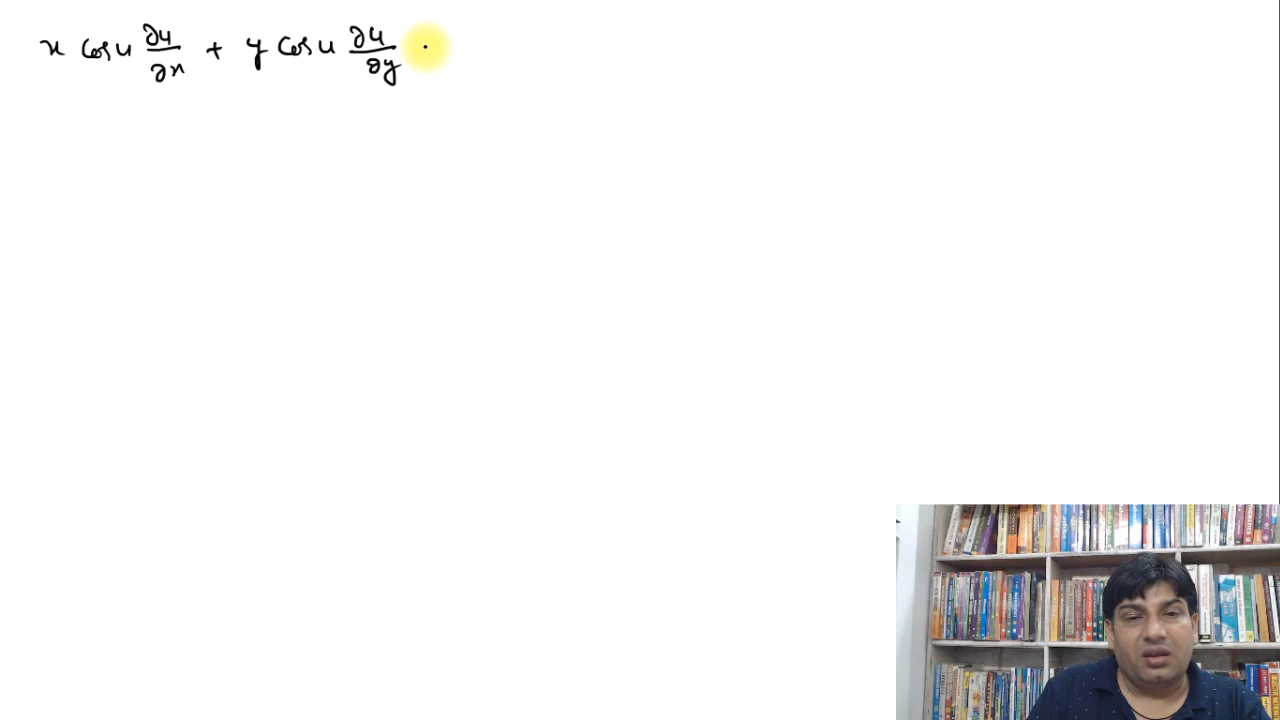 x cos u ∂u/∂x + y cos u ∂u/∂y